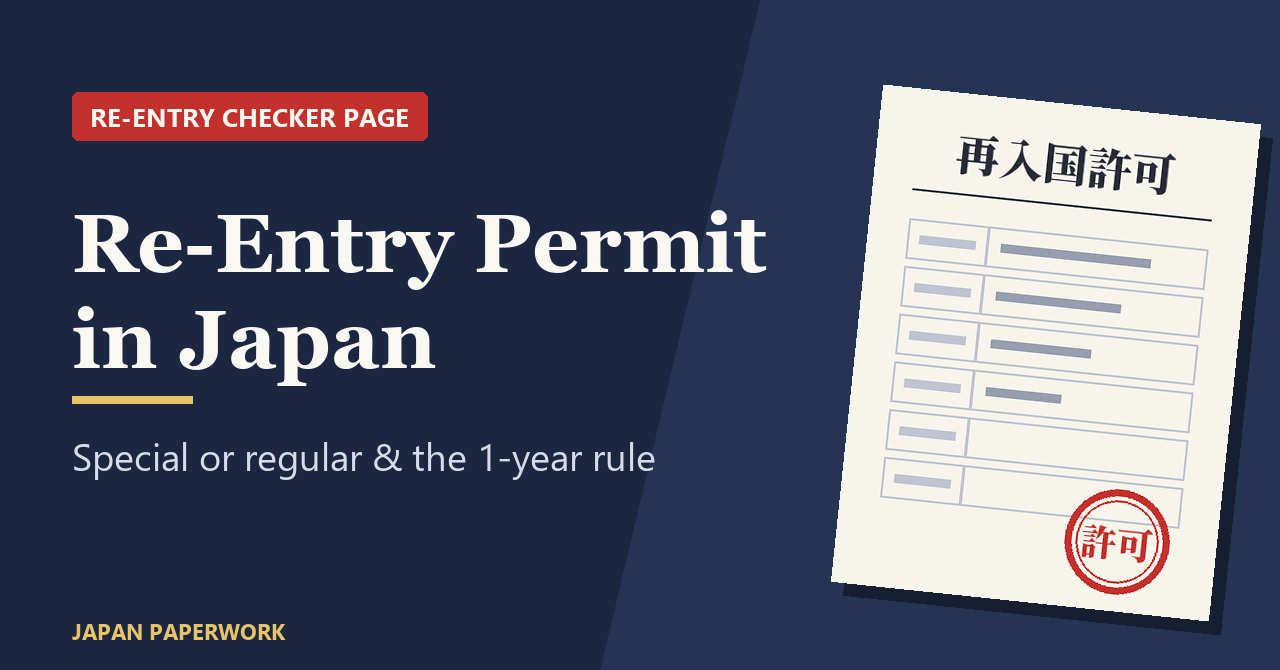 RE-ENTRY CHECKER PAGE
Re-Entry Permit
in Japan
Special or regular & the 1-year rule
JAPAN PAPERWORK
再入国許可
許可